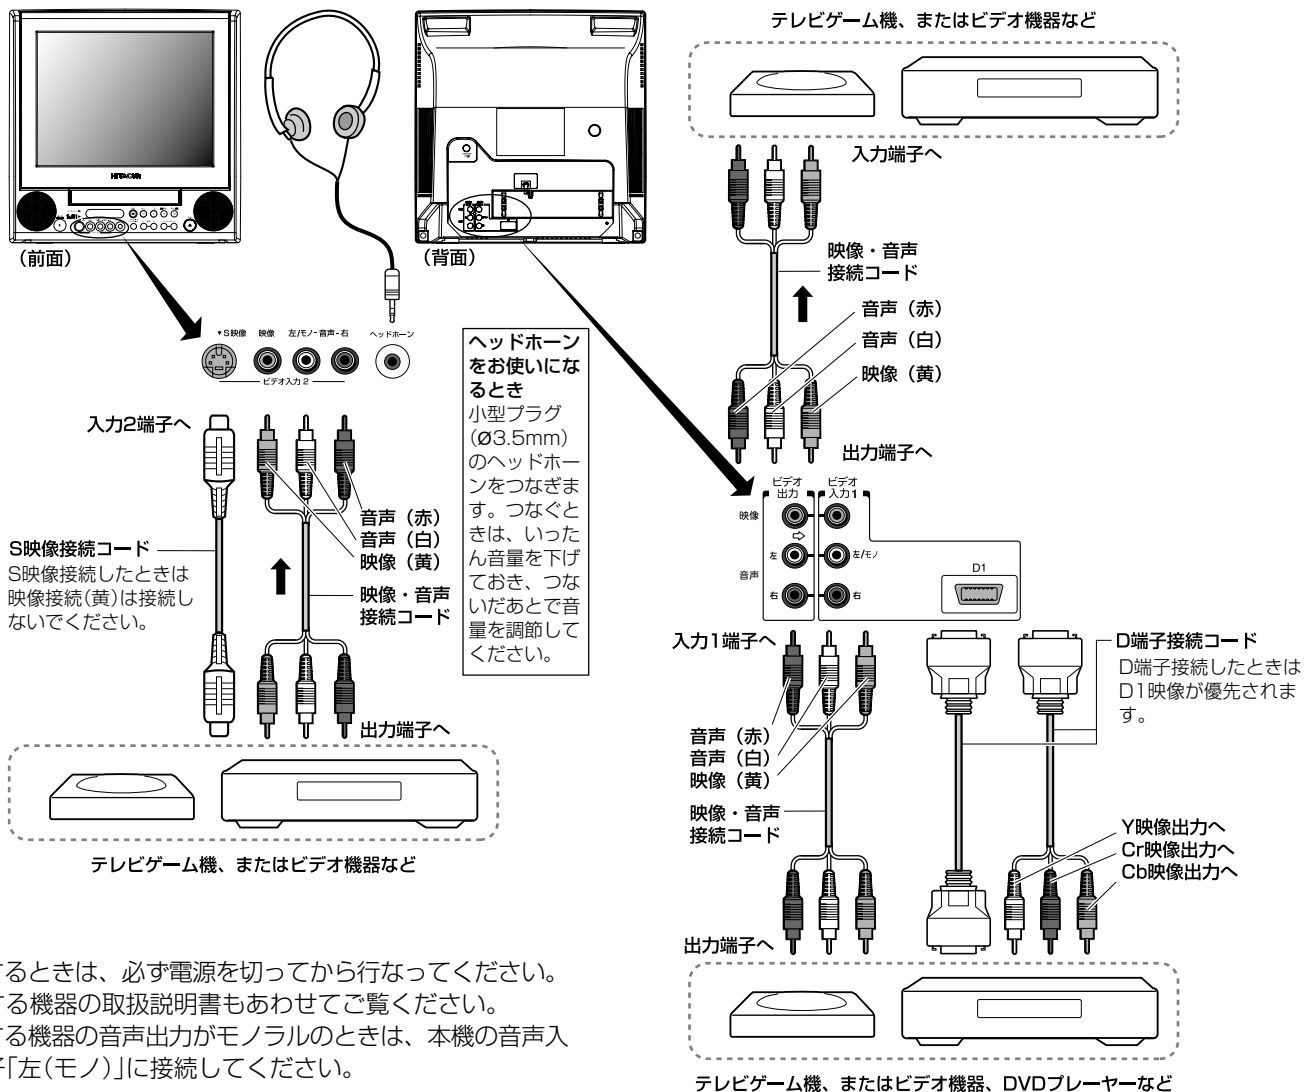 テレビゲーム機、またはビデオ機器など
HITACHI
(前面)
(背面)
入力端子へ
映像・音声
接続コード
音声（赤）
音声（白）
映像（黄）
出力端子へ
▼S映像 映像 左/モノ-音声-右 ヘッドホーン
ビデオ入力2
ヘッドホーン
をお使いにな
るとき
小型プラグ
(Ø3.5mm)
のヘッドホー
ンをつなぎま
す。つなぐと
きは、いった
ん音量を下げ
ておき、つな
いだあとで音
量を調節して
ください。
入力2端子へ
音声（赤）
音声（白）
映像（黄）
S映像接続コード
S映像接続したときは
映像接続(黄)は接続し
ないでください。
映像・音声
接続コード
出力端子へ
テレビゲーム機、またはビデオ機器など
ビデオ
出力
ビデオ
入力1
映像
左
左/モノ
音声
右
右
D1
入力1端子へ
D端子接続コード
D端子接続したときは
D1映像が優先されま
す。
音声（赤）
音声（白）
映像（黄）
映像・音声
接続コード
Y映像出力へ
Cr映像出力へ
Cb映像出力へ
出力端子へ
テレビゲーム機、またはビデオ機器、DVDプレーヤーなど
するときは、必ず電源を切ってから行なってください。
する機器の取扱説明書もあわせてご覧ください。
する機器の音声出力がモノラルのときは、本機の音声入
子「左(モノ)」に接続してください。